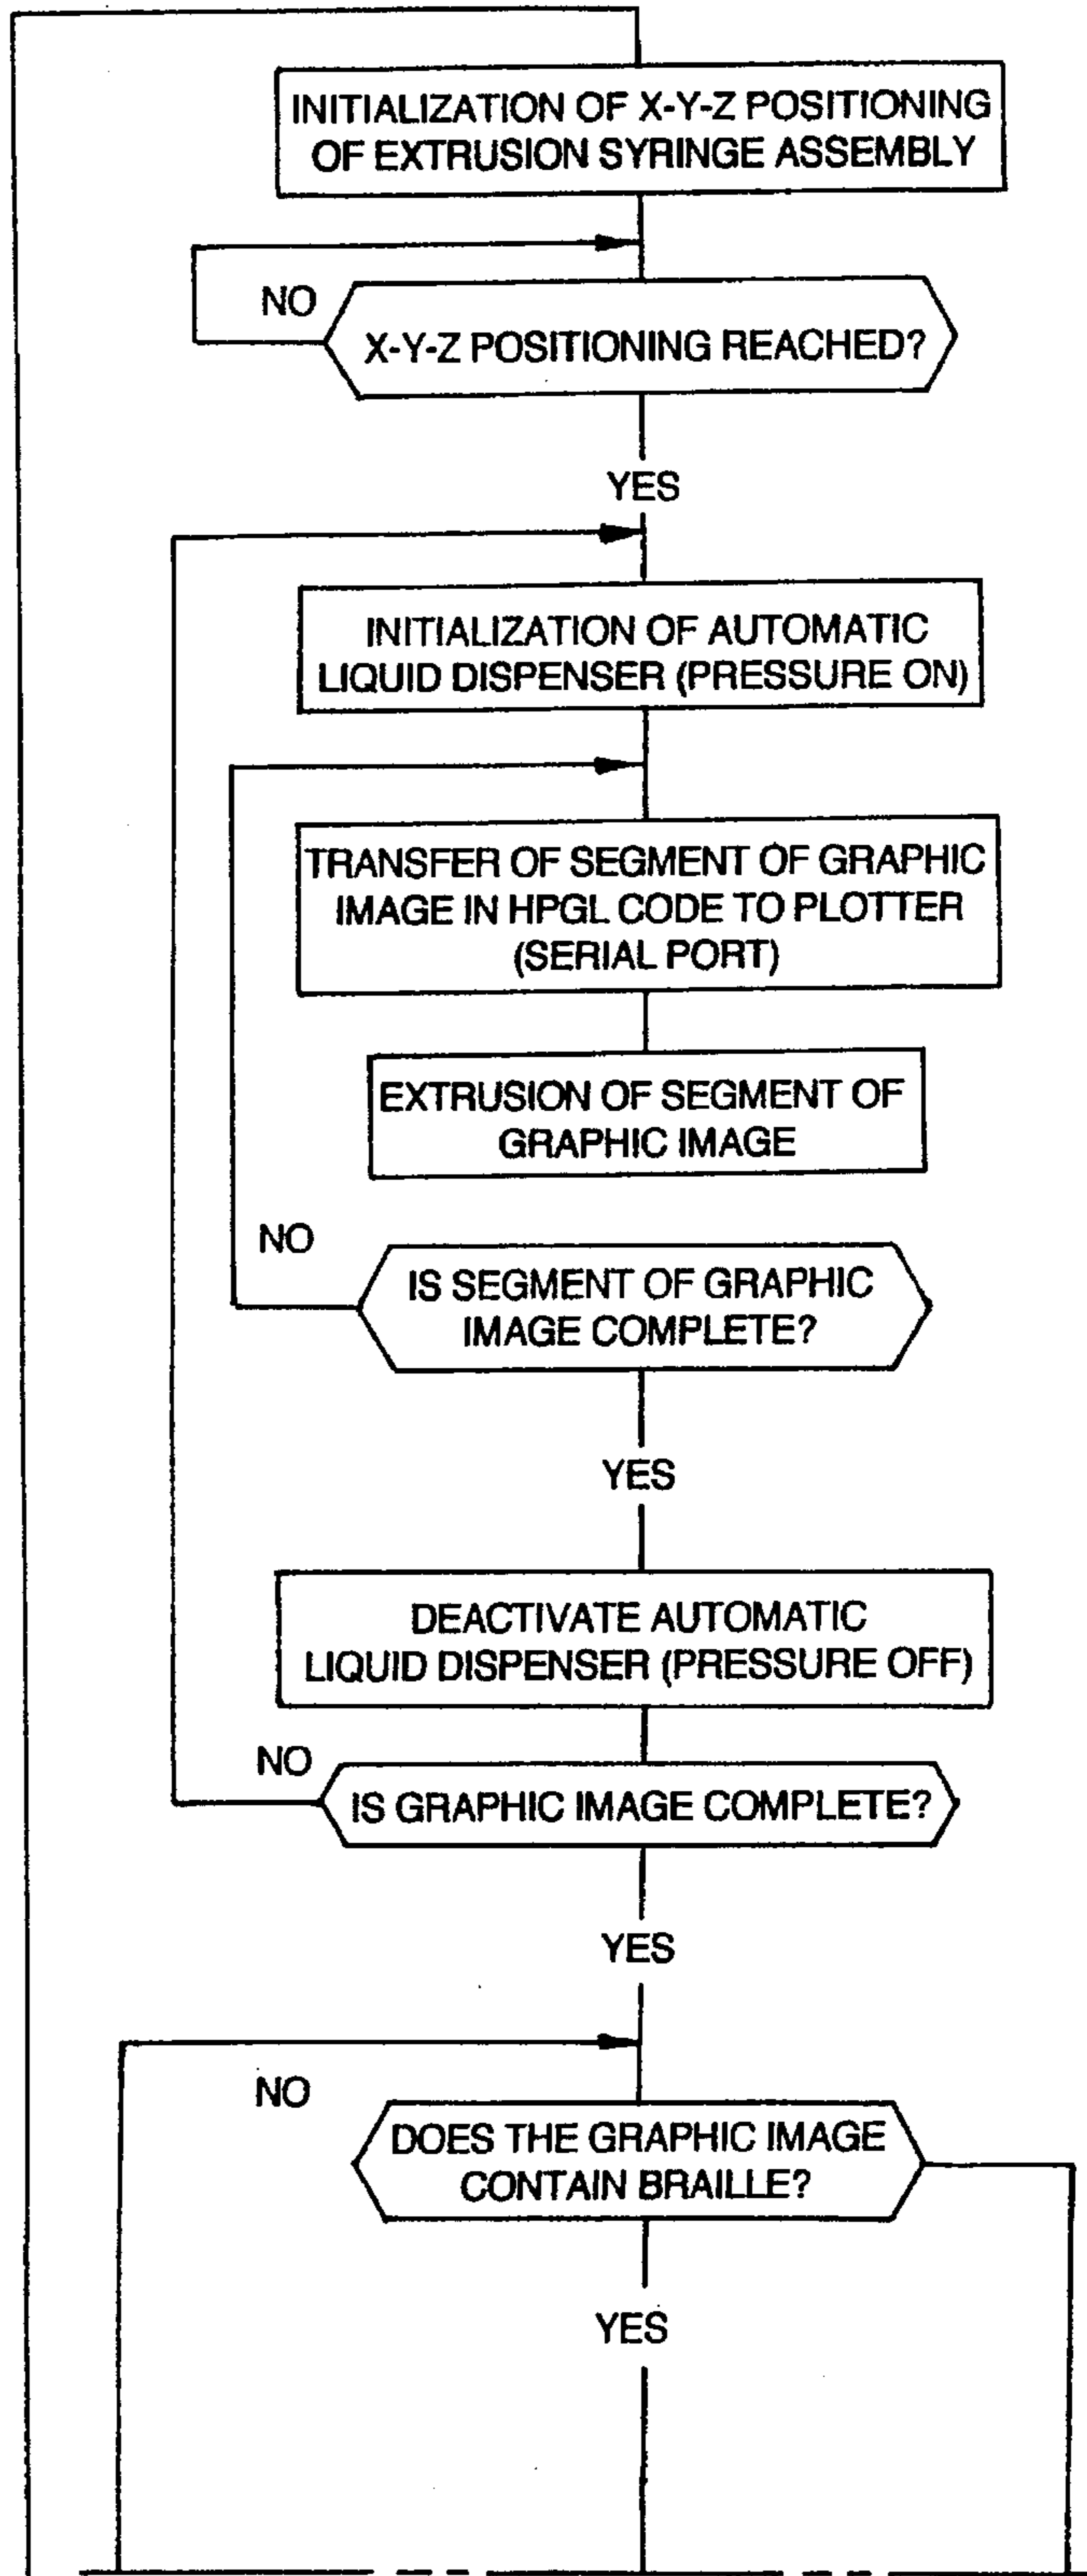 INITIALIZATION OF X-Y-Z POSITIONING
OF EXTRUSION SYRINGE ASSEMBLY
NO
X-Y-Z POSITIONING REACHED?
YES
INITIALIZATION OF AUTOMATIC
LIQUID DISPENSER (PRESSURE ON)
TRANSFER OF SEGMENT OF GRAPHIC
IMAGE IN HPGL CODE TO PLOTTER
(SERIAL PORT)
EXTRUSION OF SEGMENT OF
GRAPHIC IMAGE
NO
IS SEGMENT OF GRAPHIC
IMAGE COMPLETE?
YES
DEACTIVATE AUTOMATIC
LIQUID DISPENSER (PRESSURE OFF)
NO
IS GRAPHIC IMAGE COMPLETE?
YES
NO
DOES THE GRAPHIC IMAGE
CONTAIN BRAILLE?
YES